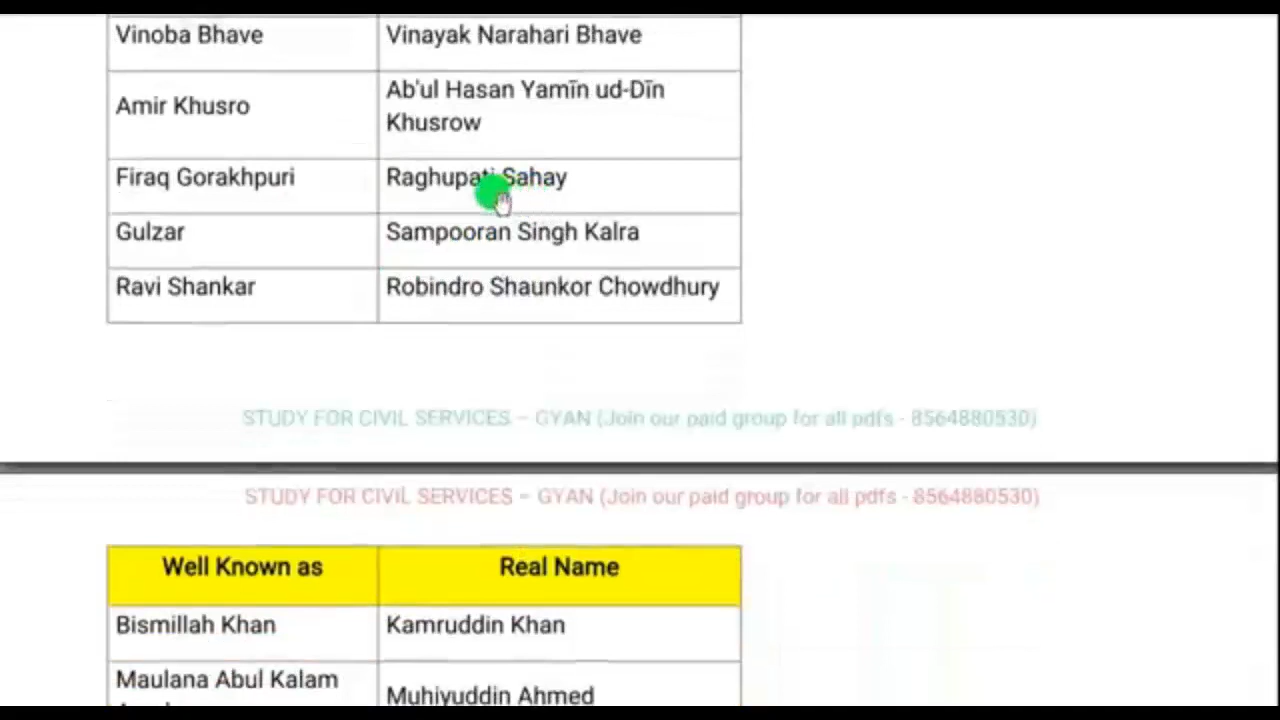 Vinoba Bhave Vinayak Narahari Bhave
Amir Khusro Ab'ul Hasan Yamīn ud-Dīn
Khusrow
Firaq Gorakhpuri Raghupati Sahay
Gulzar Sampooran Singh Kalra
Ravi Shankar Robindro Shaunkor Chowdhury
STUDY FOR CIVIL SERVICES – GYAN (Join our paid group for all pdfs - 8564880530)
STUDY FOR CIVIL SERVICES – GYAN (Join our paid group for all pdfs - 8564880530)
Well Known as Real Name
Bismillah Khan Kamruddin Khan
Maulana Abul Kalam Muhiyuddin Ahmed